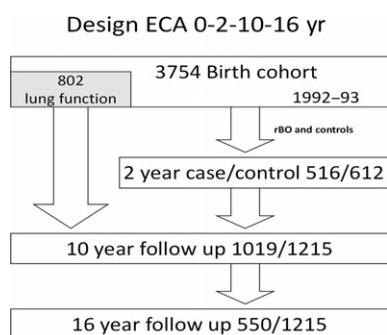 Design ECA 0-2-10-16 yr
802
lung function
3754 Birth cohort
1992–93
rBO and controls
2 year case/control 516/612
10 year follow up 1019/1215
16 year follow up 550/1215